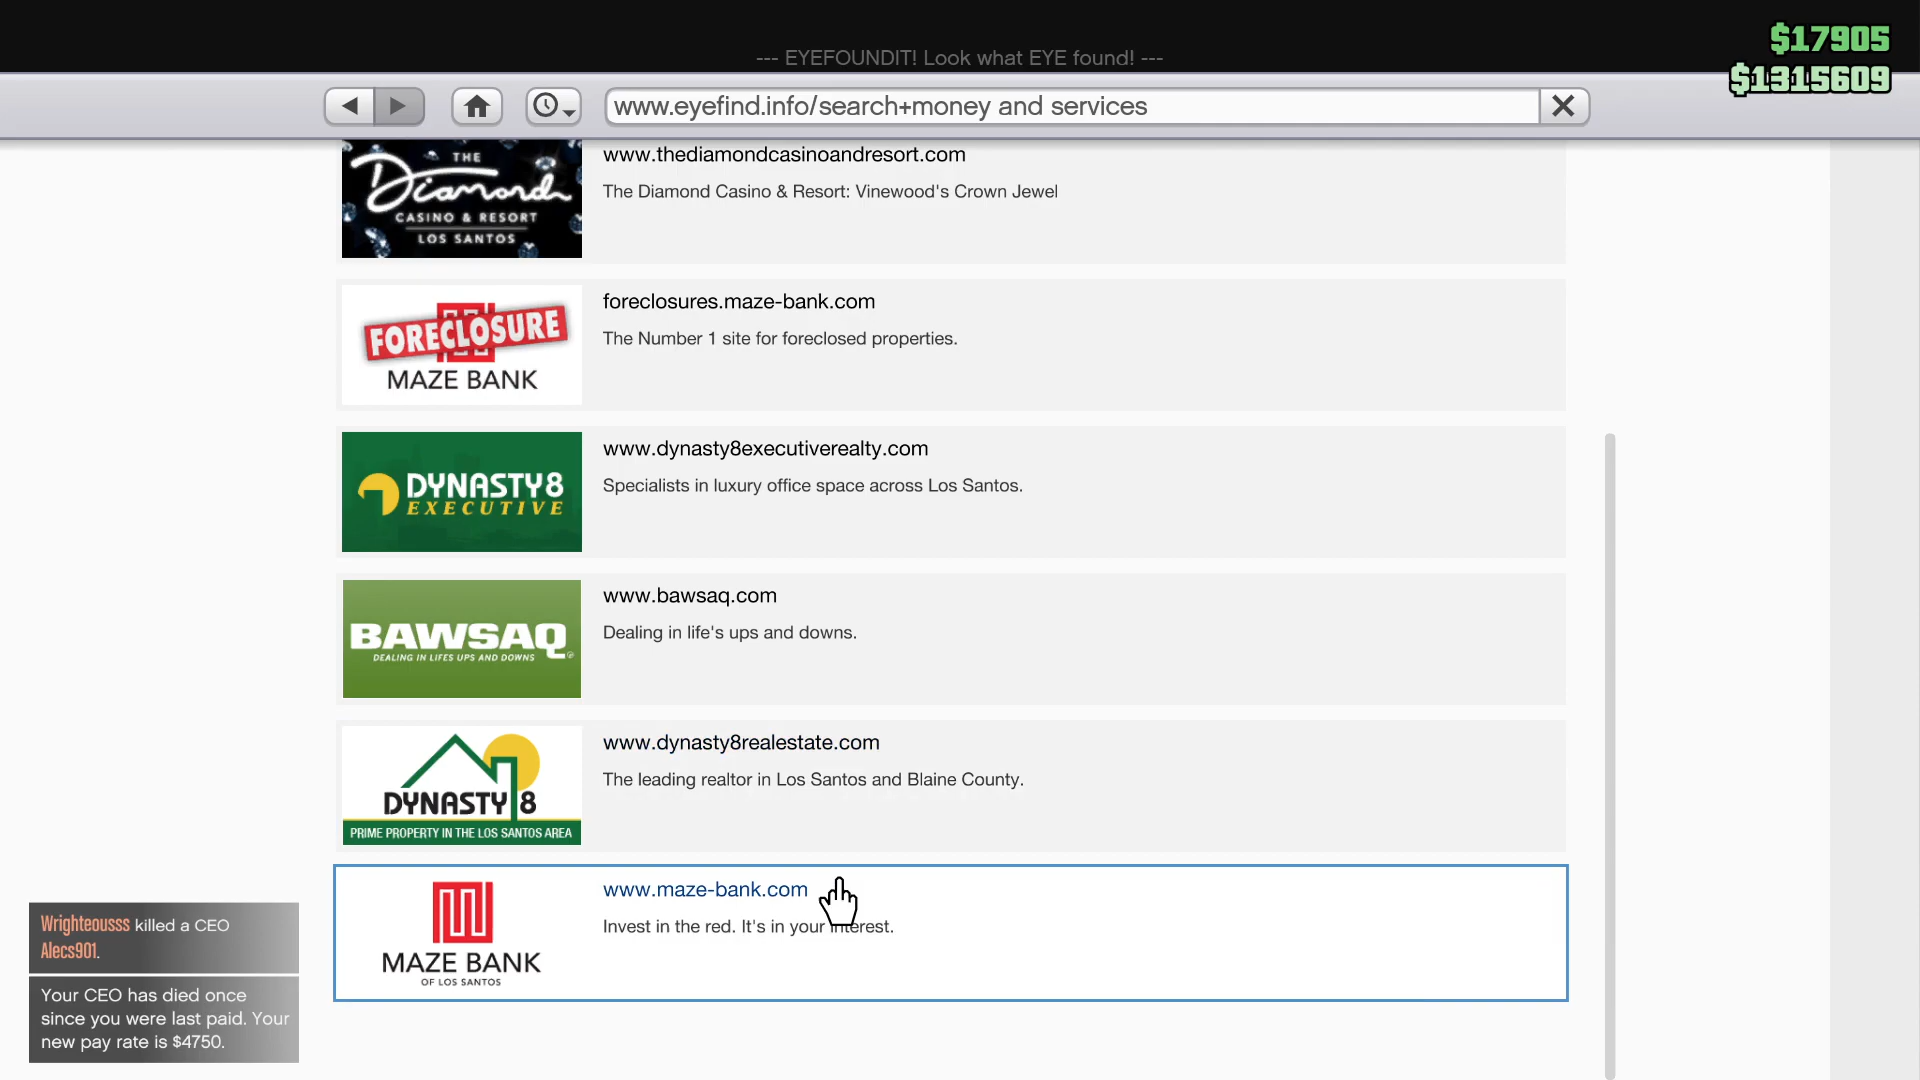 $17905
--- EYEFOUNDIT! Look what EYE found! ---
$1315609
www.eyefind.info/search+money and services
THE
Diamond
CASINO & RESORT
LOS SANTOS
www.thediamondcasinoandresort.com
The Diamond Casino & Resort: Vinewood's Crown Jewel
FORECLOSURE
MAZE BANK
foreclosures.maze-bank.com
The Number 1 site for foreclosed properties.
DYNASTY8
EXECUTIVE
www.dynasty8executiverealty.com
Specialists in luxury office space across Los Santos.
BAWSAQ
DEALING IN LIFES UPS AND DOWNS
www.bawsaq.com
Dealing in life's ups and downs.
DYNASTY 8
PRIME PROPERTY IN THE LOS SANTOS AREA
www.dynasty8realestate.com
The leading realtor in Los Santos and Blaine County.
MAZE BANK
OF LOS SANTOS
www.maze-bank.com
Invest in the red. It's in your interest.
Wrighteousss killed a CEO
Alecs901.
Your CEO has died once
since you were last paid. Your
new pay rate is $4750.